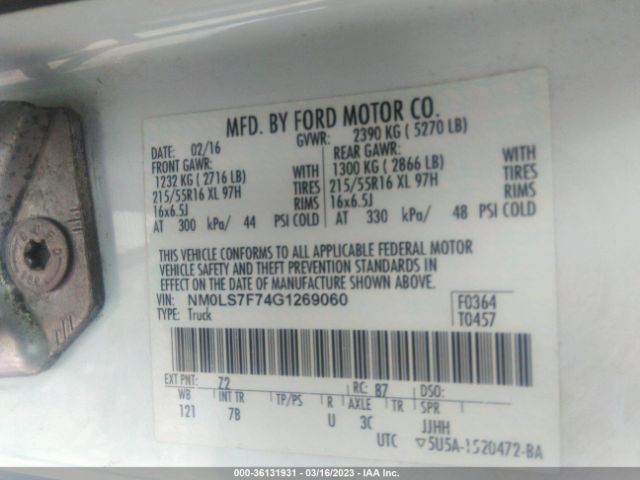 MFD. BY FORD MOTOR CO.
DATE: 02/16 GVWR: 2390 KG ( 5270 LB)
FRONT GAWR: REAR GAWR: WITH
1232 KG ( 2716 LB) WITH 1300 KG ( 2866 LB) TIRES
215/55R16 XL 97H TIRES 215/55R16 XL 97H RIMS
16x6.5J RIMS 16x6.5J
AT 300 kPa/ 44 PSI COLD AT 330 kPa/ 48 PSI COLD
THIS VEHICLE CONFORMS TO ALL APPLICABLE FEDERAL MOTOR
VEHICLE SAFETY AND THEFT PREVENTION STANDARDS IN
EFFECT ON THE DATE OF MANUFACTURE SHOWN ABOVE.
VIN: NM0LS7F74G1269060 F0364
TYPE: Truck T0457
EXT PNT: 72 RC: 87 DSO:
WB INT TR TP/PS R AXLE TR SPR
121 7B U 3C JJHH
UTC ▽5U5A-1520472-BA
000-36131931 - 03/16/2023 - IAA Inc.